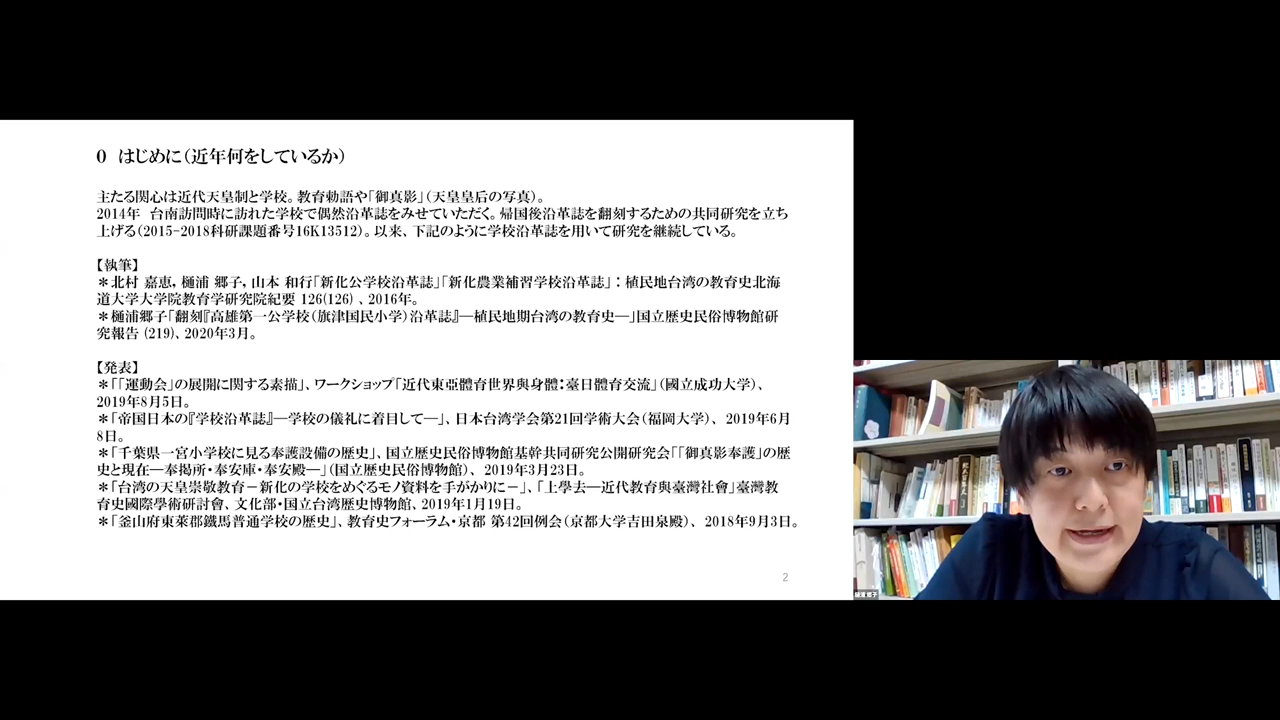 0 はじめに（近年何をしているか）
主たる関心は近代天皇制と学校。教育勅語や「御真影」（天皇皇后の写真）。
2014年 台南訪問時に訪れた学校で偶然沿革誌をみせていただく。帰国後沿革誌を翻刻するための共同研究を立ち
上げる（2015-2018科研課題番号16K13512）。以来、下記のように学校沿革誌を用いて研究を継続している。
【執筆】
＊北村 嘉恵, 樋浦 郷子, 山本 和行「新化公学校沿革誌」「新化農業補習学校沿革誌」：植民地台湾の教育史北海
道大学大学院教育学研究院紀要 126(126) 、2016年。
＊樋浦郷子「翻刻『高雄第一公学校（旗津国民小学）沿革誌』―植民地期台湾の教育史―」国立歴史民俗博物館研
究報告 (219)、2020年3月。
【発表】
＊「「運動会」の展開に関する素描」、ワークショップ「近代東亞體育世界與身體：臺日體育交流」（國立成功大学）、
2019年8月5日。
＊「帝国日本の『学校沿革誌』―学校の儀礼に着目して―」、日本台湾学会第21回学術大会（福岡大学）、2019年6月
8日。
＊「千葉県一宮小学校に見る奉護設備の歴史」、国立歴史民俗博物館基幹共同研究公開研究会「「御真影奉護」の歴
史と現在―奉掲所・奉安庫・奉安殿―」（国立歴史民俗博物館）、2019年3月23日。
＊「台湾の天皇崇敬教育－新化の学校をめぐるモノ資料を手がかりに－」、「上學去―近代教育與臺灣社會」臺灣教
育史國際學術研討會、文化部・国立台湾歴史博物館、2019年1月19日。
＊「釜山府東萊郡鐵馬普通学校の歴史」、教育史フォーラム・京都 第42回例会（京都大学吉田泉殿）、2018年9月3日。
2
樋浦 郷子